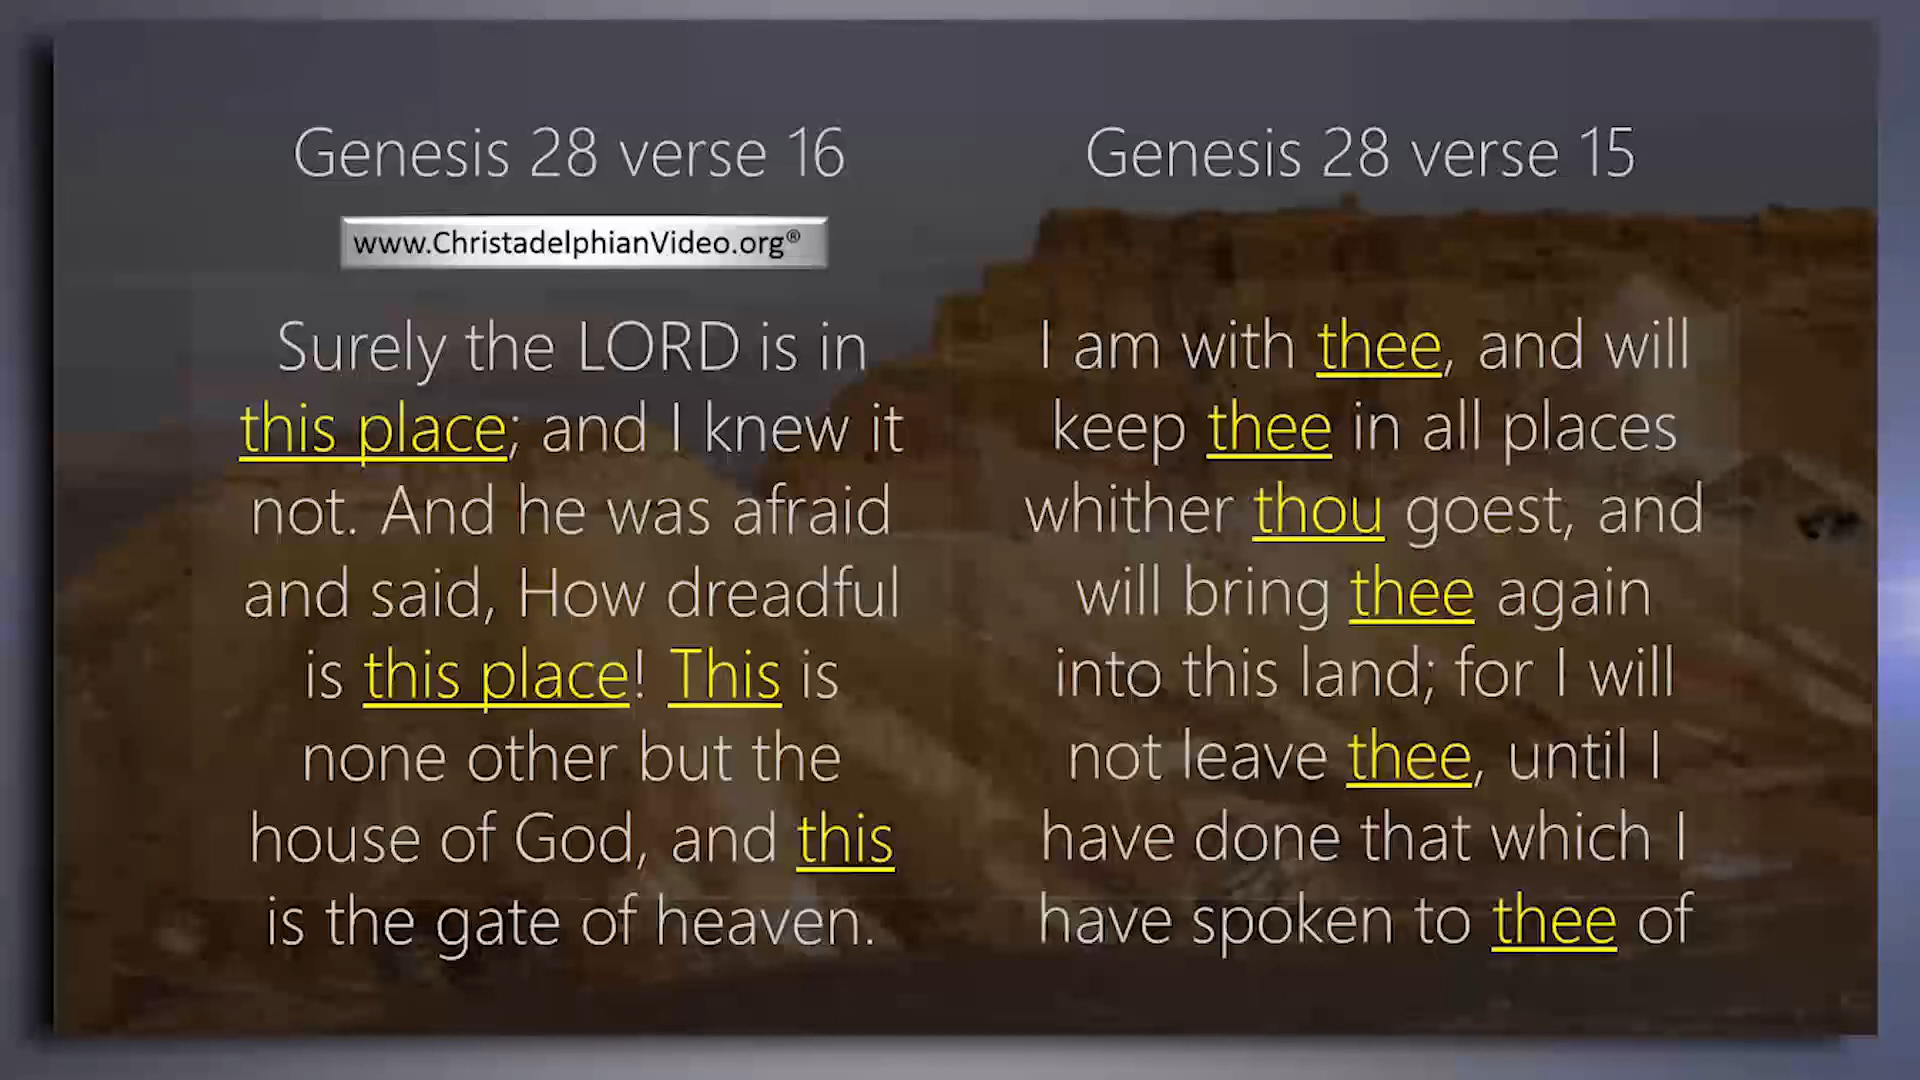 Genesis 28 verse 16
www.ChristadelphianVideo.org®
Surely the LORD is in
this place; and I knew it
not. And he was afraid
and said, How dreadful
is this place! This is
none other but the
house of God, and this
is the gate of heaven.
Genesis 28 verse 15
I am with thee, and will
keep thee in all places
whither thou goest, and
will bring thee again
into this land; for I will
not leave thee, until I
have done that which I
have spoken to thee of